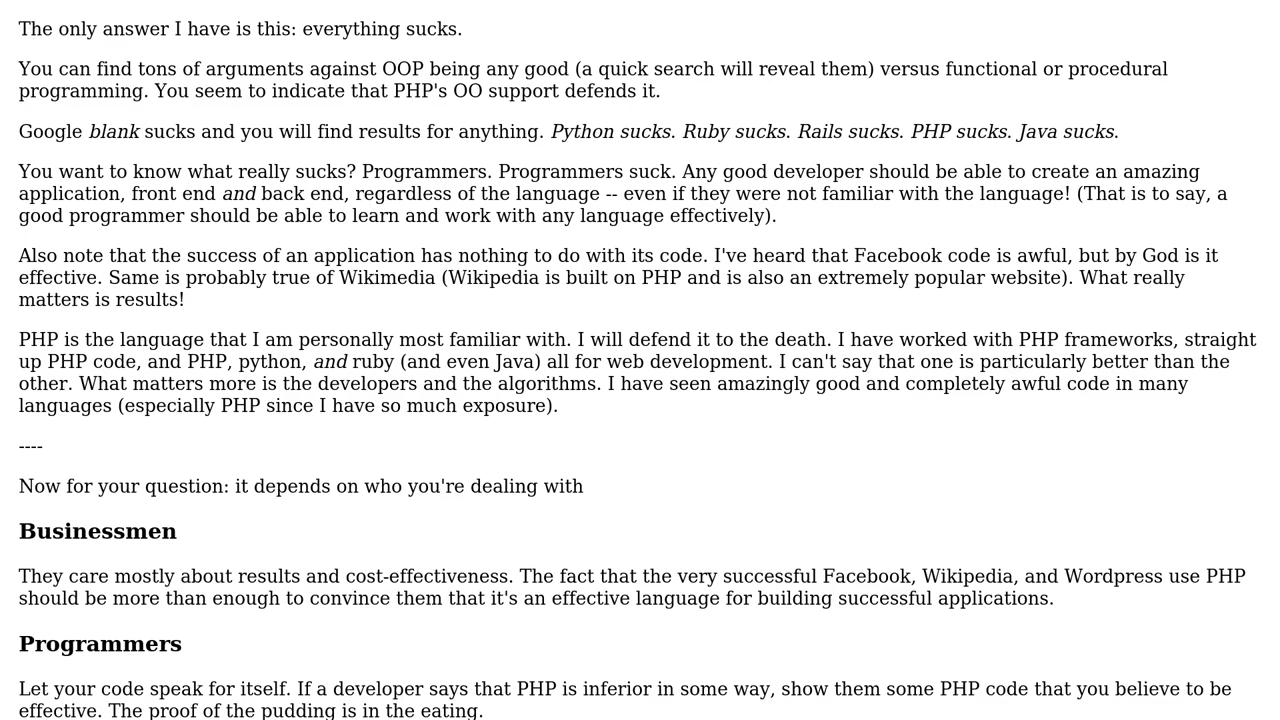 The only answer I have is this: everything sucks.
You can find tons of arguments against OOP being any good (a quick search will reveal them) versus functional or procedural
programming. You seem to indicate that PHP's OO support defends it.
Google blank sucks and you will find results for anything. Python sucks. Ruby sucks. Rails sucks. PHP sucks. Java sucks.
You want to know what really sucks? Programmers. Programmers suck. Any good developer should be able to create an amazing
application, front end and back end, regardless of the language -- even if they were not familiar with the language! (That is to say, a
good programmer should be able to learn and work with any language effectively).
Also note that the success of an application has nothing to do with its code. I've heard that Facebook code is awful, but by God is it
effective. Same is probably true of Wikimedia (Wikipedia is built on PHP and is also an extremely popular website). What really
matters is results!
PHP is the language that I am personally most familiar with. I will defend it to the death. I have worked with PHP frameworks, straight
up PHP code, and PHP, python, and ruby (and even Java) all for web development. I can't say that one is particularly better than the
other. What matters more is the developers and the algorithms. I have seen amazingly good and completely awful code in many
languages (especially PHP since I have so much exposure).
----
Now for your question: it depends on who you're dealing with
Businessmen
They care mostly about results and cost-effectiveness. The fact that the very successful Facebook, Wikipedia, and Wordpress use PHP
should be more than enough to convince them that it's an effective language for building successful applications.
Programmers
Let your code speak for itself. If a developer says that PHP is inferior in some way, show them some PHP code that you believe to be
effective. The proof of the pudding is in the eating.